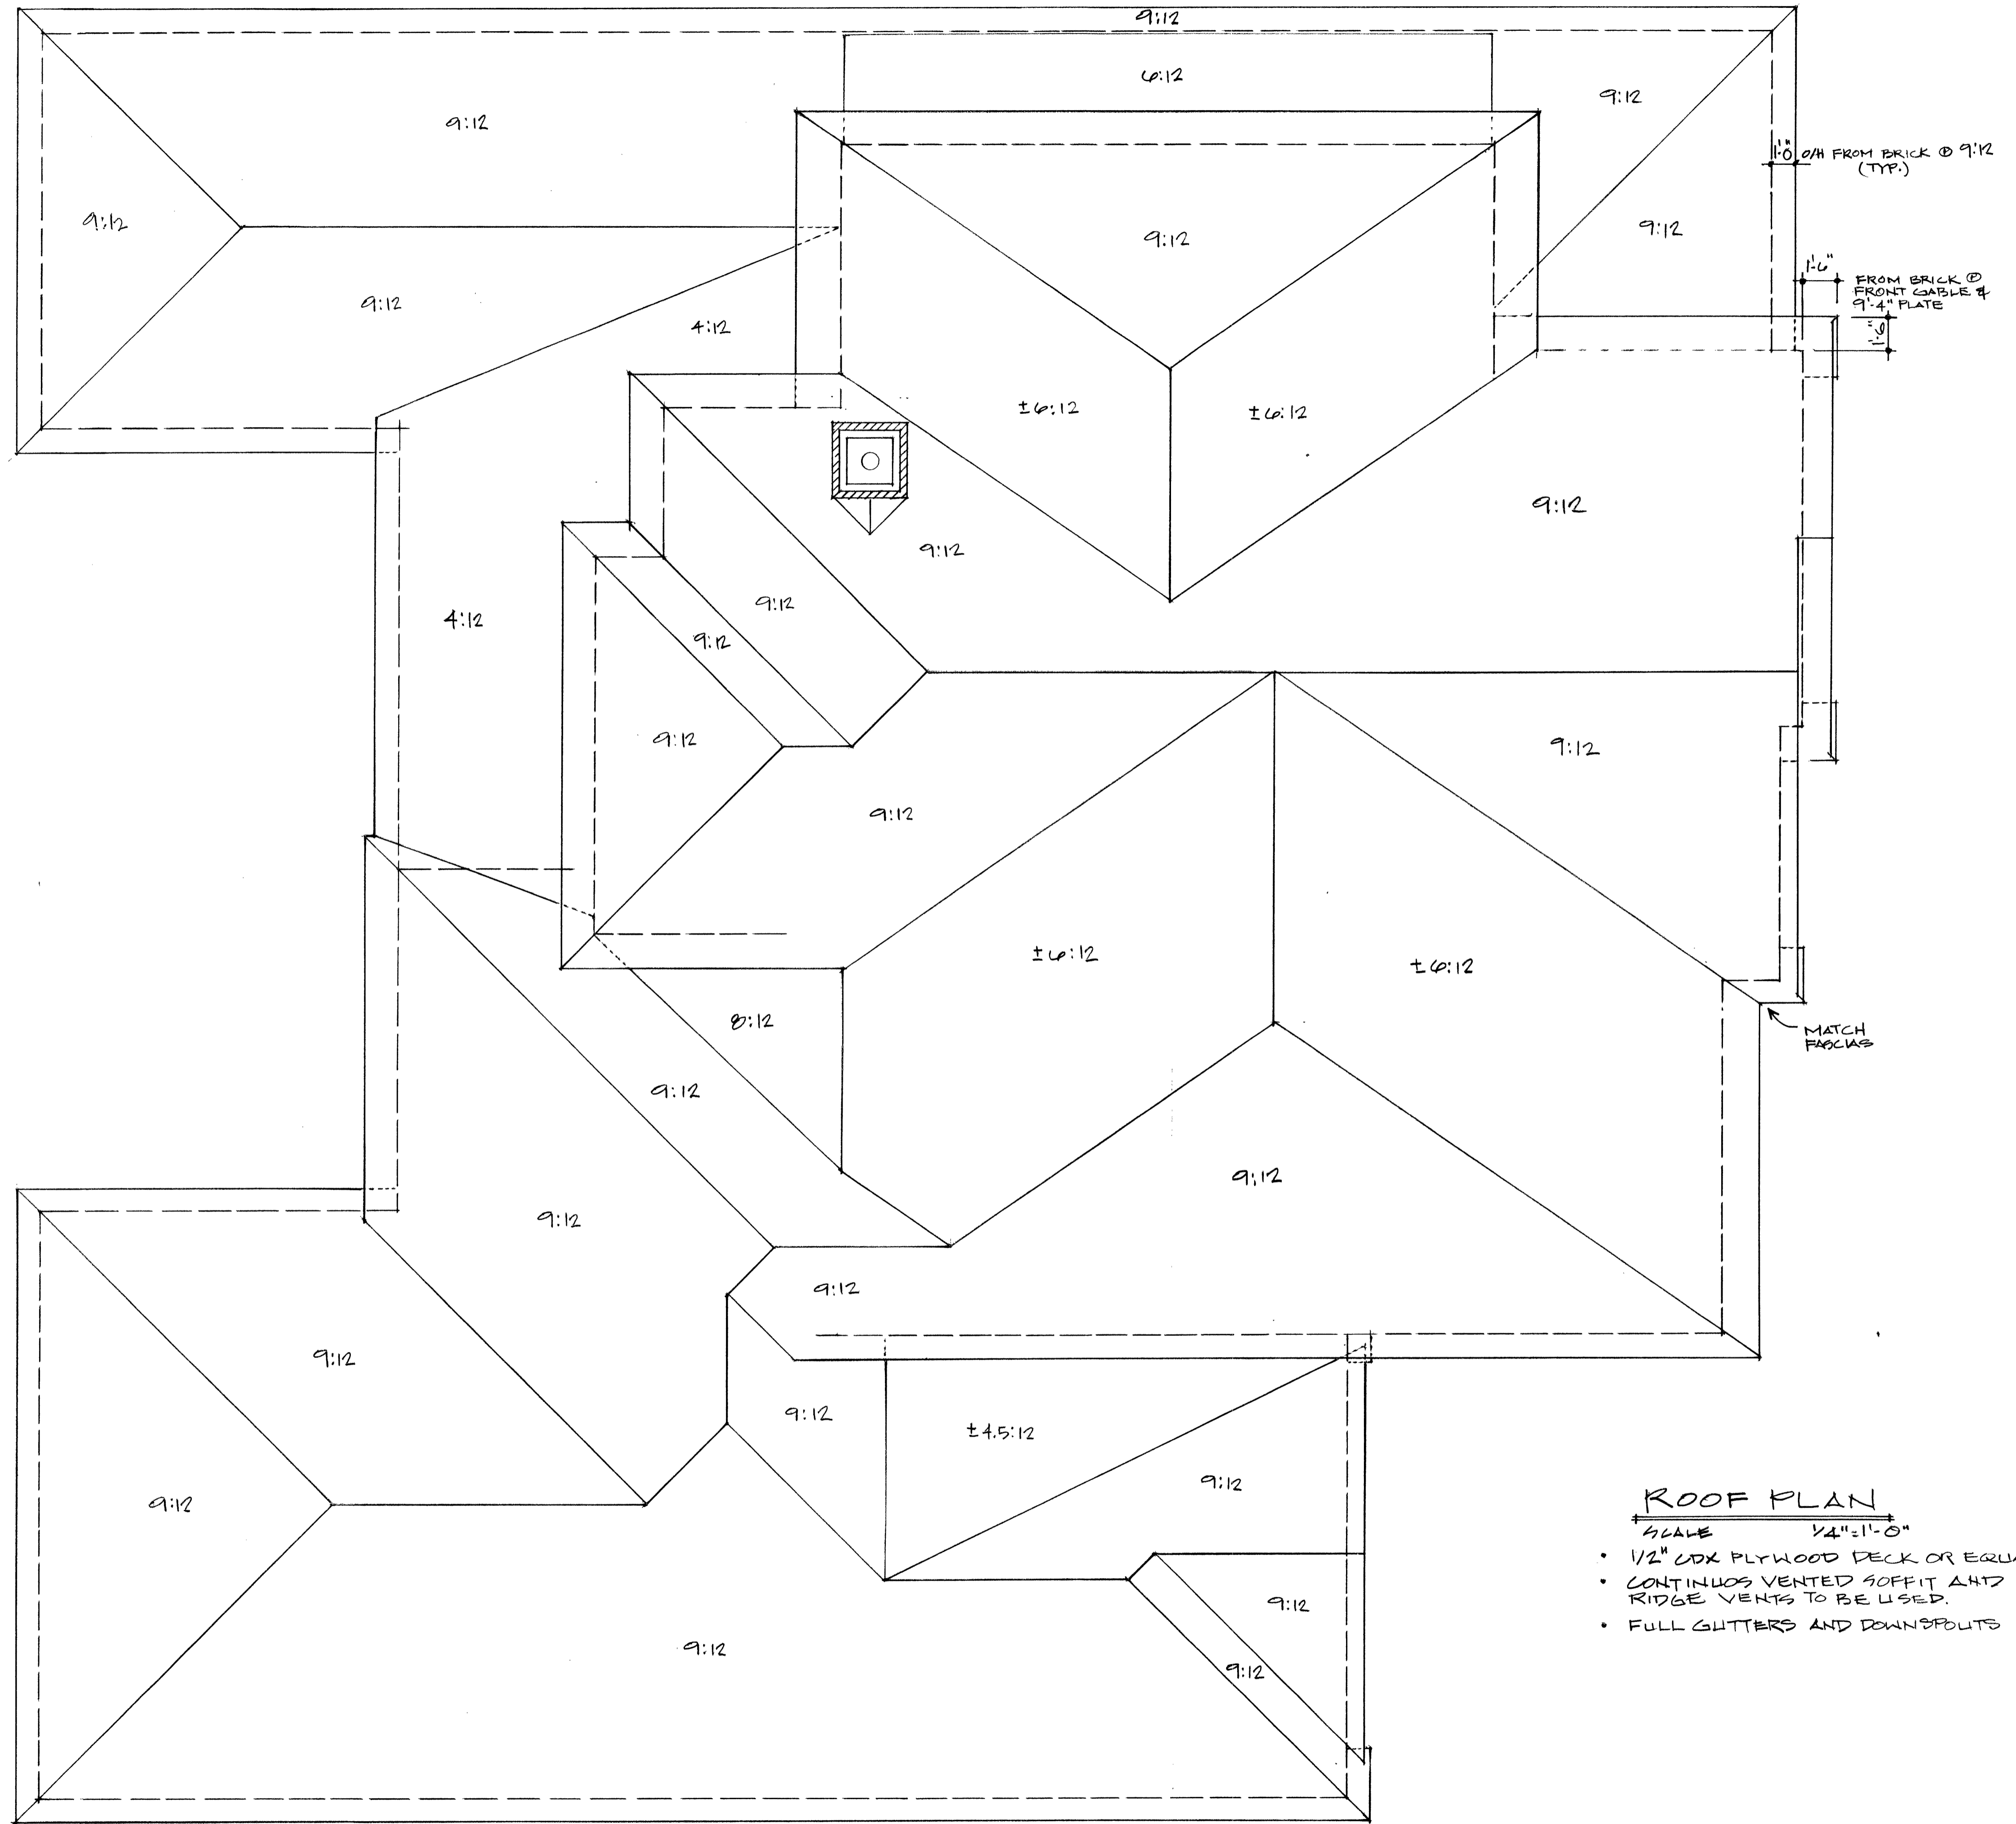 9:12
6:12
9:12
9:12
1'-0" O/H FROM BRICK @ 9:12
(TYP.)
9:12
9:12
9:12
1'-6"
FROM BRICK @
FRONT GABLE &
9'-4" PLATE
1'-6"
9:12
4:12
±6:12
±6:12
9:12
9:12
9:12
4:12
9:12
9:12
9:12
9:12
±6:12
±6:12
8:12
MATCH
FASCIAS
9:12
9:12
9:12
9:12
9:12
9:12
±4.5:12
9:12
9:12
ROOF PLAN
SCALE 1/4"=1'-0"
• 1/2" CDX PLYWOOD DECK OR EQUA
• CONTINUOS VENTED SOFFIT AND
RIDGE VENTS TO BE USED.
• FULL GUTTERS AND DOWNSPOUTS
9:12
9:12
9:12